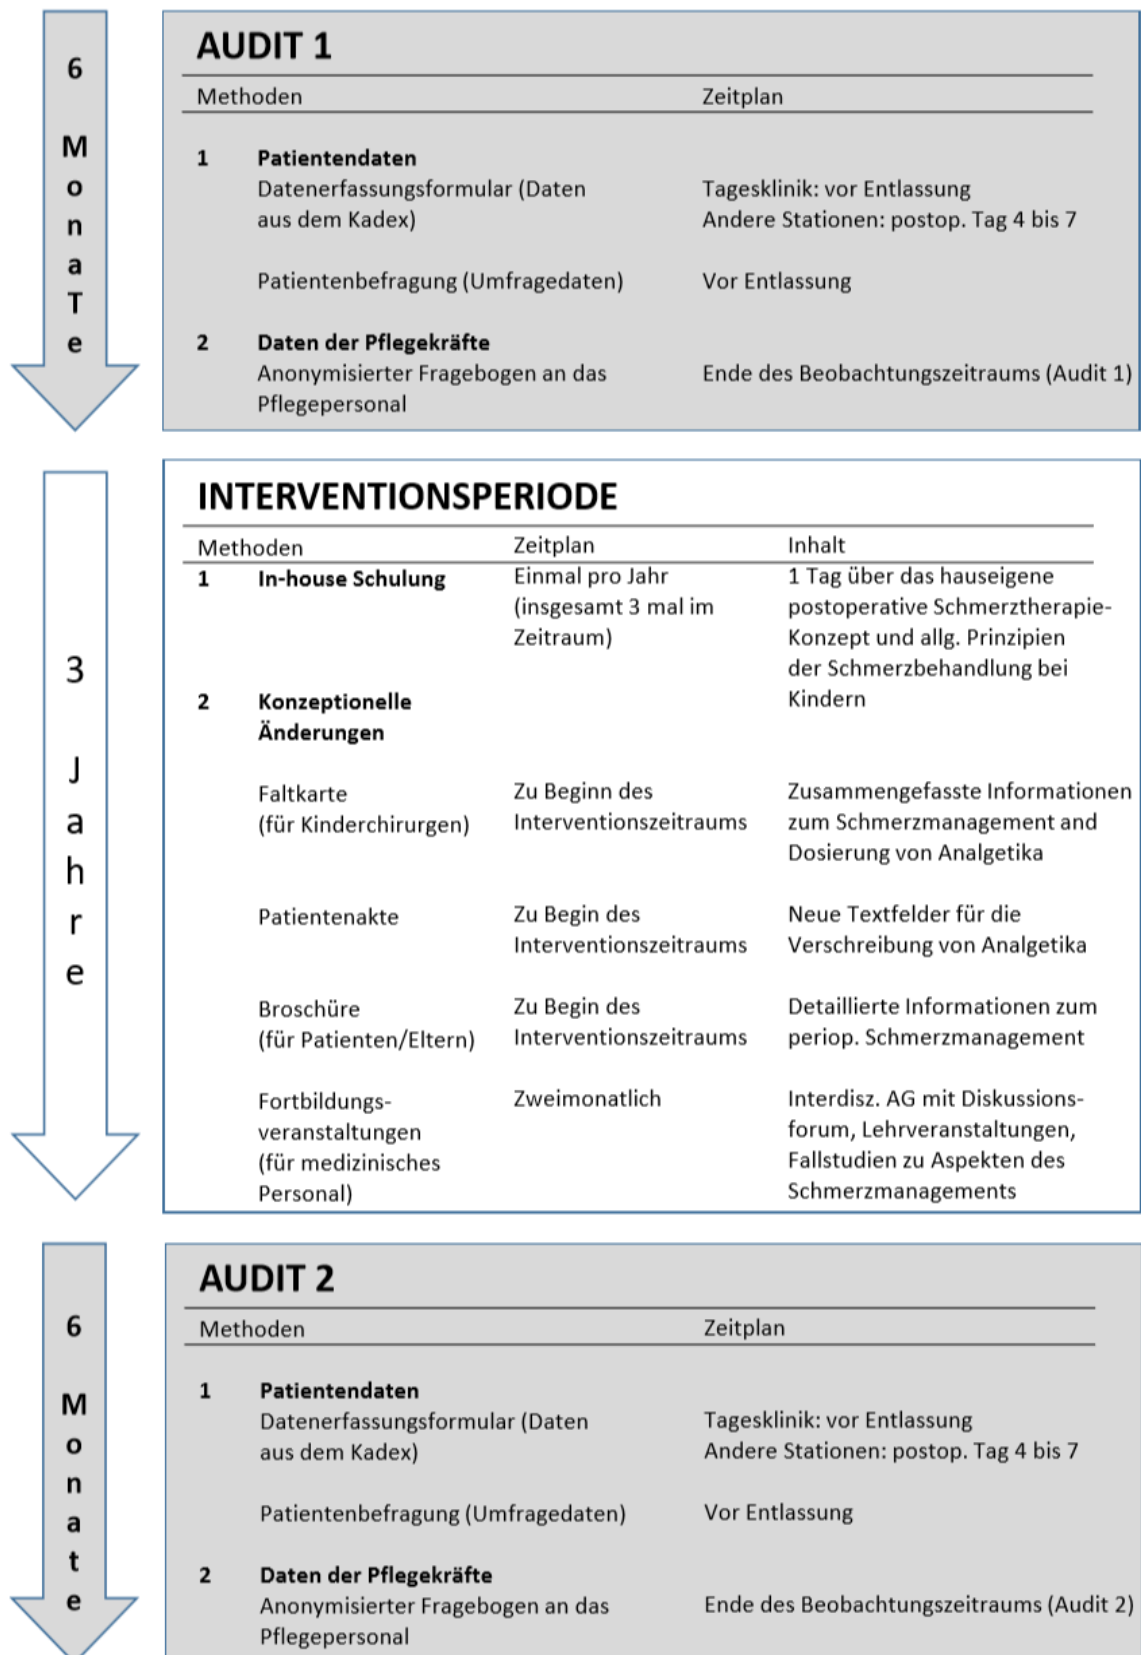 6 MonaTe
AUDIT 1
Methoden Zeitplan
1 Patientendaten
Datenerfassungsformular (Daten Tagesklinik: vor Entlassung
aus dem Kadex) Andere Stationen: postop. Tag 4 bis 7
Patientenbefragung (Umfragedaten) Vor Entlassung
2 Daten der Pflegekräfte
Anonymisierter Fragebogen an das Ende des Beobachtungszeitraums (Audit 1)
Pflegepersonal
3 Jahre
INTERVENTIONSPERIODE
Methoden Zeitplan Inhalt
1 In-house Schulung Einmal pro Jahr 1 Tag über das hauseigene
(insgesamt 3 mal im postoperative Schmerztherapie-
Zeitraum) Konzept und allg. Prinzipien
der Schmerzbehandlung bei
2 Konzeptionelle Kindern
Änderungen
Faltkarte Zu Beginn des Zusammengefasste Informationen
(für Kinderchirurgen) Interventionszeitraums zum Schmerzmanagement and
Dosierung von Analgetika
Patientenakte Zu Begin des Neue Textfelder für die
Interventionszeitraums Verschreibung von Analgetika
Broschüre Zu Begin des Detaillierte Informationen zum
(für Patienten/Eltern) Interventionszeitraums periop. Schmerzmanagement
Fortbildungs- Zweimonatlich Interdisz. AG mit Diskussions-
veranstaltungen forum, Lehrveranstaltungen,
(für medizinisches Fallstudien zu Aspekten des
Personal) Schmerzmanagements
6 Monate
AUDIT 2
Methoden Zeitplan
1 Patientendaten
Datenerfassungsformular (Daten Tagesklinik: vor Entlassung
aus dem Kadex) Andere Stationen: postop. Tag 4 bis 7
Patientenbefragung (Umfragedaten) Vor Entlassung
2 Daten der Pflegekräfte
Anonymisierter Fragebogen an das Ende des Beobachtungszeitraums (Audit 2)
Pflegepersonal